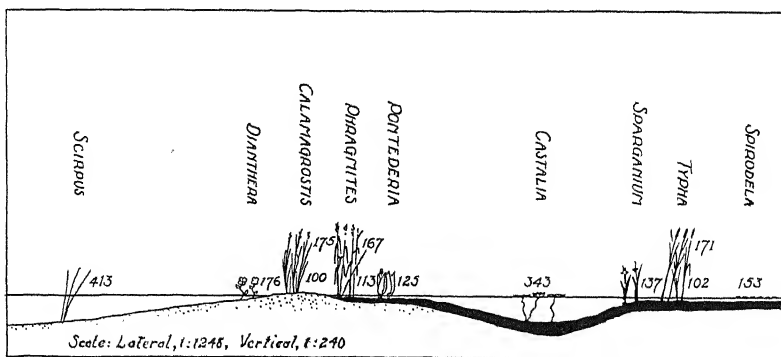 SCIRPUS
DIANTHERA
CALAMAGROSTIS
PHRAGMITES
PONTEDERIA
CASTALIA
SPARGANIUM
TYPHA
SPIRODELA
413
176
175
100
167
113
125
343
137
171
102
153
Scale: Lateral, 1:1248, Vertical, 1:240